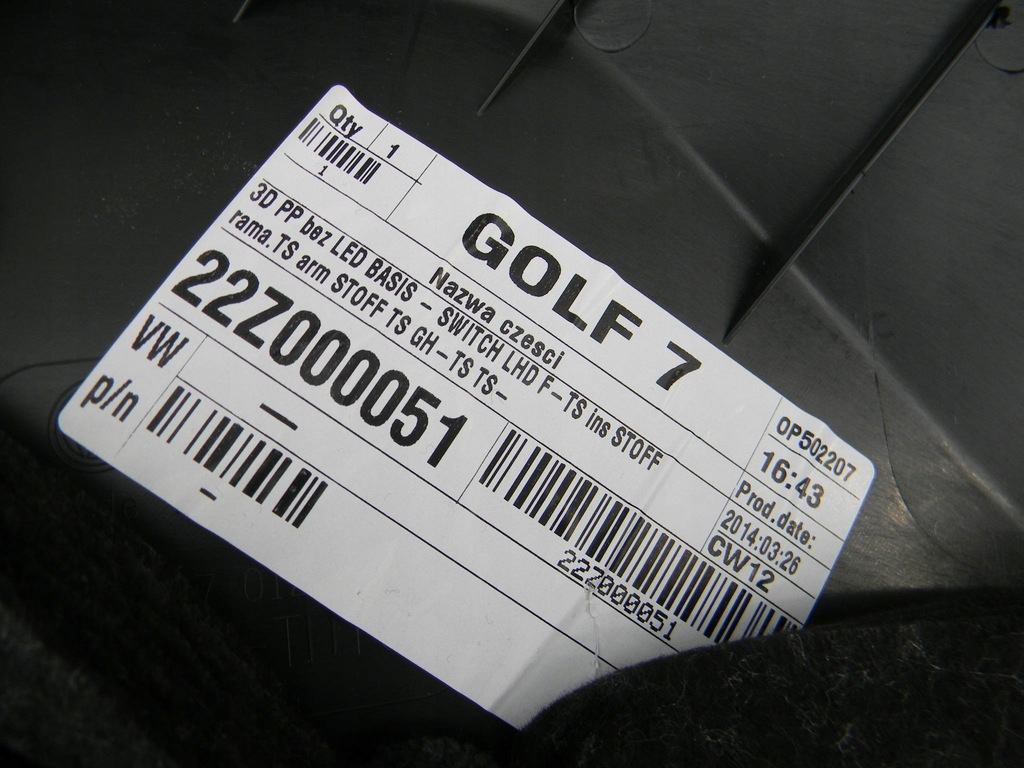 Qty 1
1
GOLF 7
Nazwa czesci
3D PP bez LED BASIS - SWITCH LHD F-TS ins STOFF
rama.TS arm STOFF TS GH-TS TS-
22Z000051
22Z000051
VW
p/n
-
-
OP502207
16:43
Prod.date:
2014:03:26
CW12